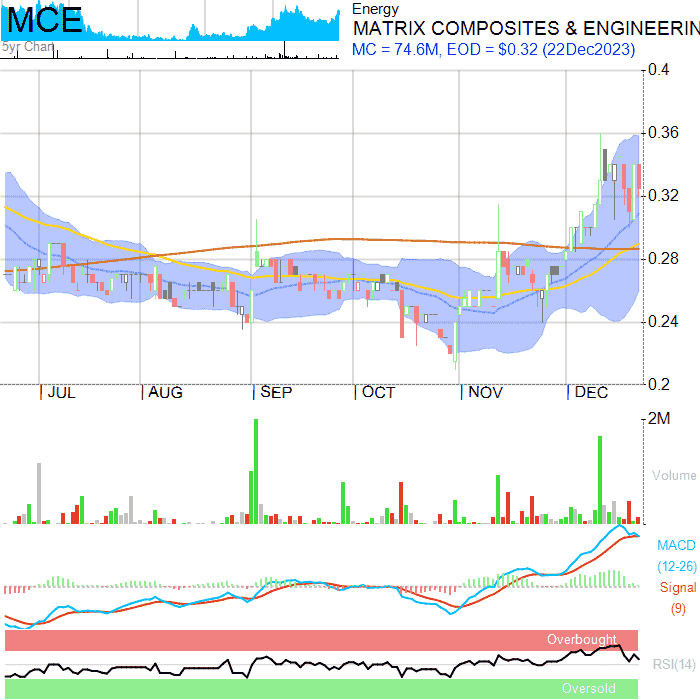 MCE
5yr Chart
Energy
MATRIX COMPOSITES & ENGINEERIN
MC = 74.6M, EOD = $0.32 (22Dec2023)
0.4
0.36
0.32
0.28
0.24
0.2
JUL AUG SEP OCT NOV DEC
2M
Volume
MACD
(12-26)
Signal
(9)
Overbought
RSI(14)
Oversold